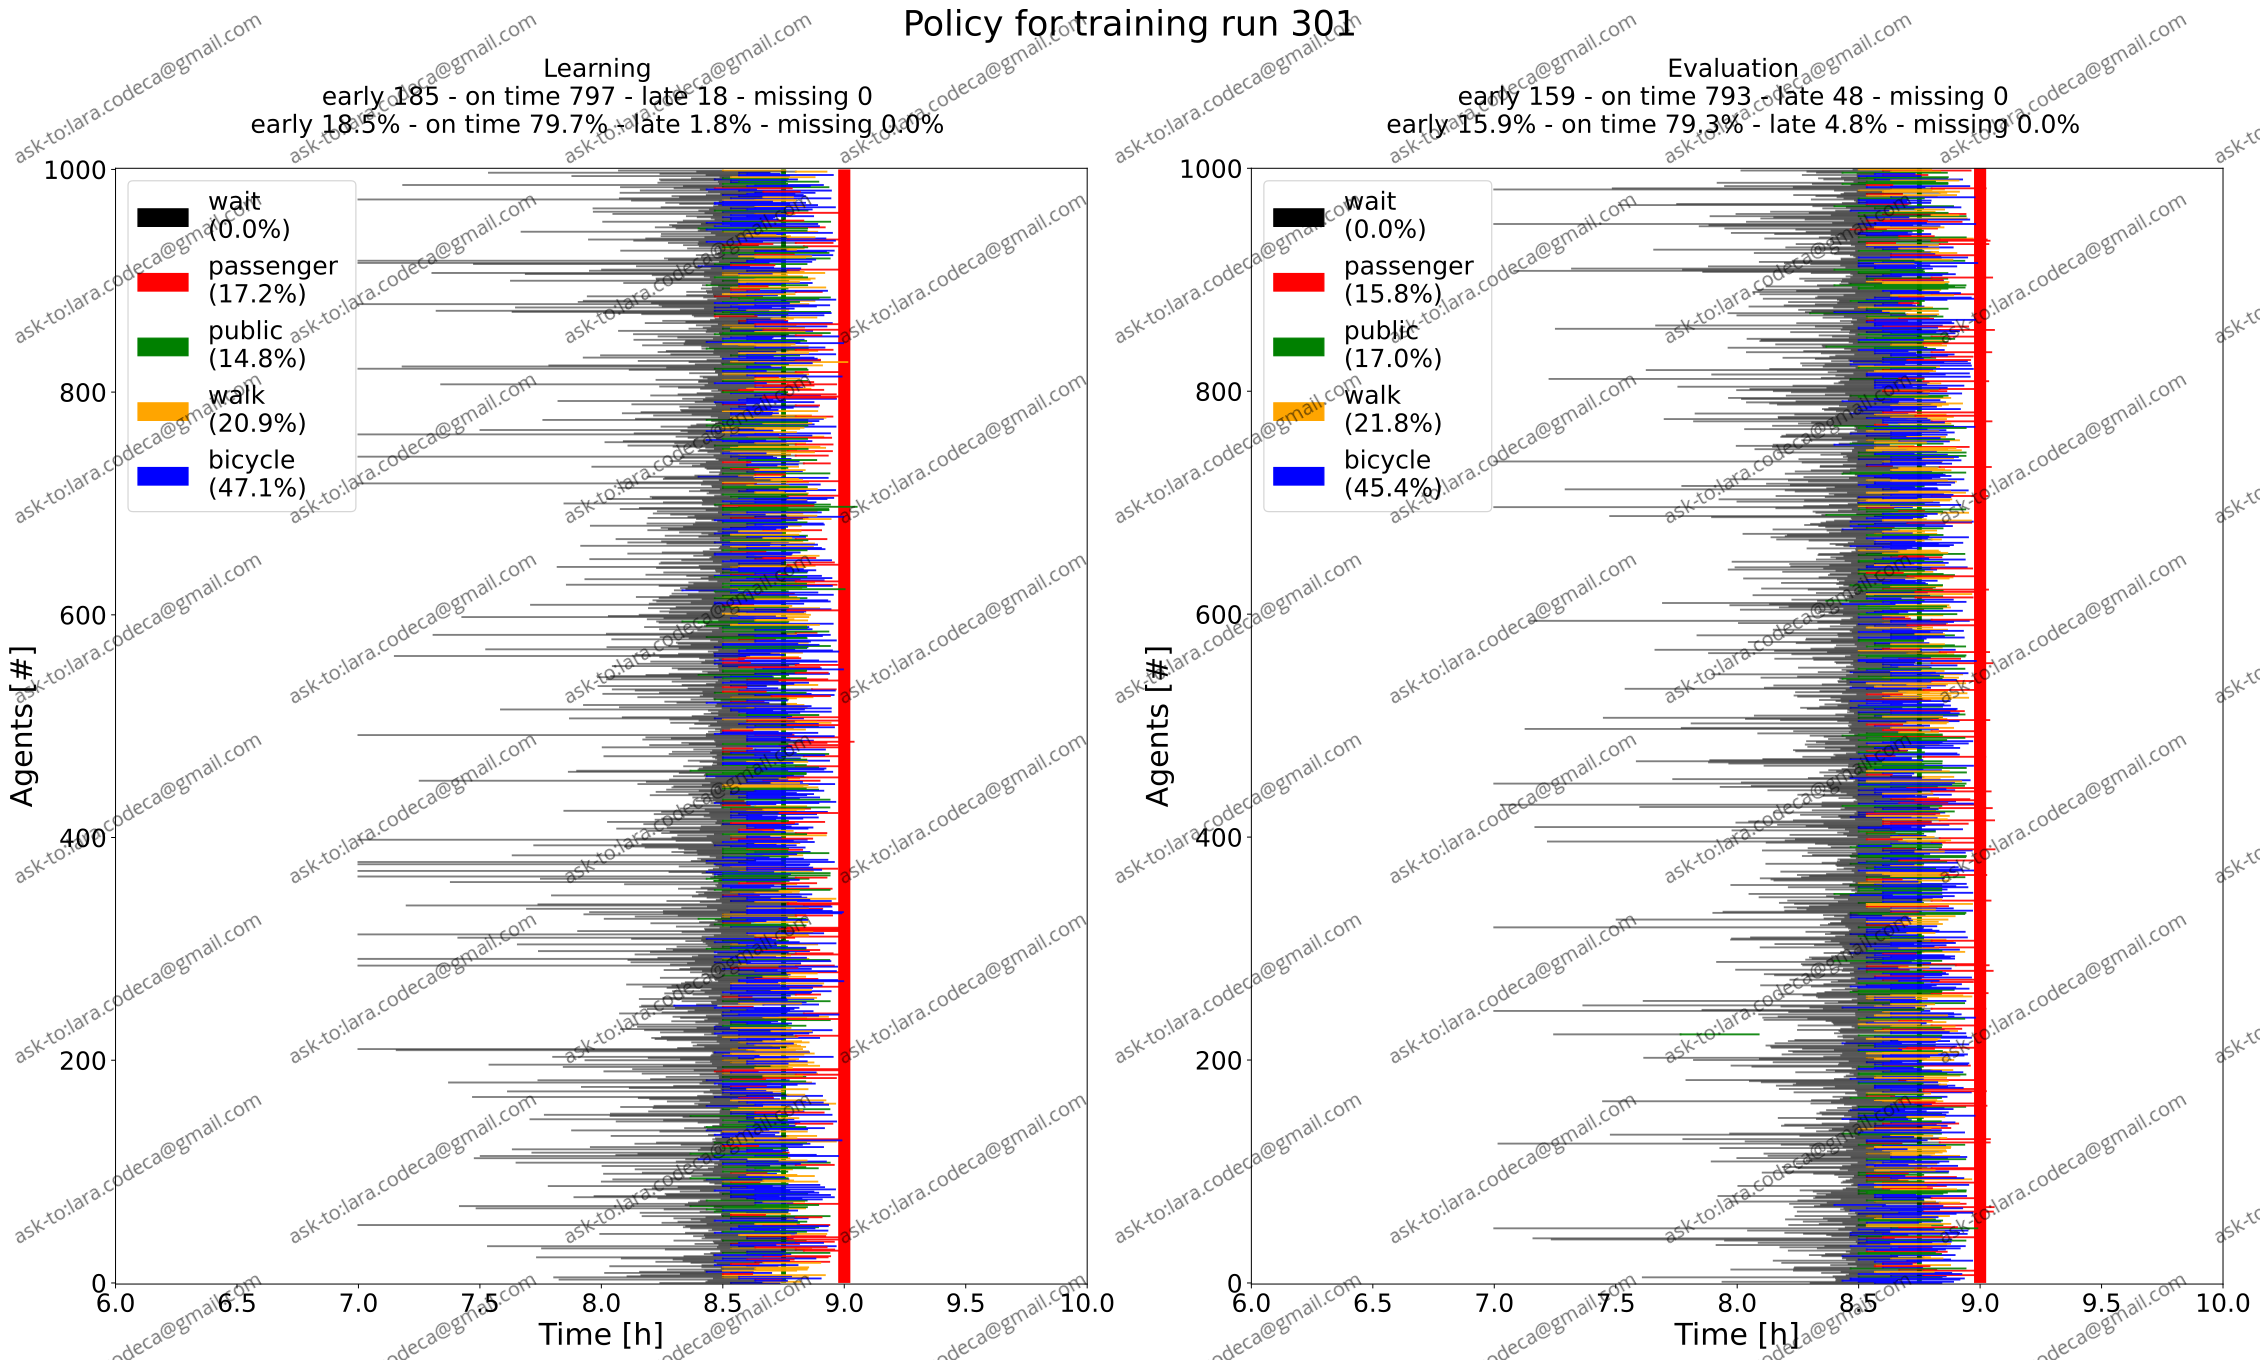 Policy for training run 301
Learning
early 185 - on time 797 - late 18 - missing 0
early 18.5% - on time 79.7% - late 1.8% - missing 0.0%
1000
800
600
400
200
0
Agents [#]
wait
(0.0%)
passenger
(17.2%)
public
(14.8%)
walk
(20.9%)
bicycle
(47.1%)
6.0 6.5 7.0 7.5 8.0 8.5 9.0 9.5 10.0
Time [h]
Evaluation
early 159 - on time 793 - late 48 - missing 0
early 15.9% - on time 79.3% - late 4.8% - missing 0.0%
1000
800
600
400
200
0
Agents [#]
wait
(0.0%)
passenger
(15.8%)
public
(17.0%)
walk
(21.8%)
bicycle
(45.4%)
6.0 6.5 7.0 7.5 8.0 8.5 9.0 9.5 10.0
Time [h]
ask-to:lara.codeca@gmail.com